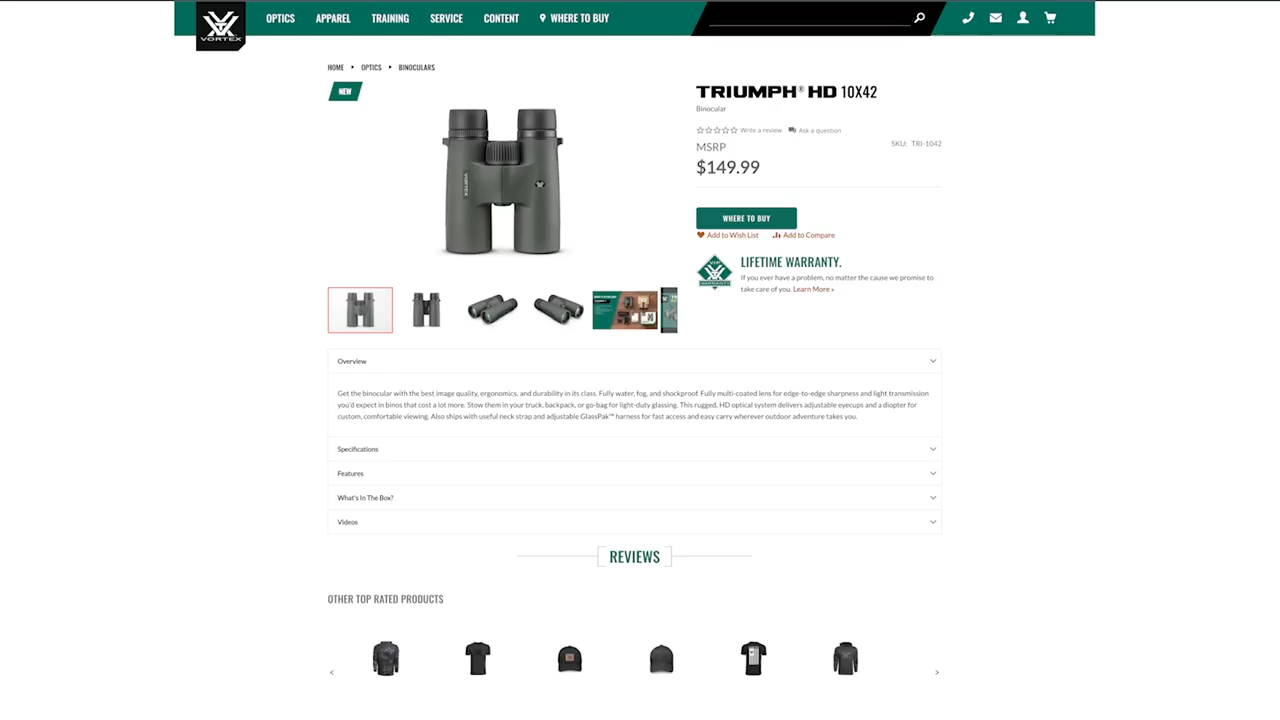 VORTEX
OPTICS
APPAREL
TRAINING
SERVICE
CONTENT
WHERE TO BUY
HOME
OPTICS
BINOCULARS
NEW
VORTEX
TRIUMPH® HD 10X42
Binocular
Write a review
Ask a question
MSRP
SKU: TRI-1042
$149.99
WHERE TO BUY
Add to Wish List
Add to Compare
VIP
WARRANTY
LIFETIME WARRANTY.
If you ever have a problem, no matter the cause we promise to
take care of you. Learn More »
Overview
Get the binocular with the best image quality, ergonomics, and durability in its class. Fully water, fog, and shockproof. Fully multi-coated lens for edge-to-edge sharpness and light transmission
you'd expect in binos that cost a lot more. Stow them in your truck, backpack, or go-bag for light-duty glassing. This rugged, HD optical system delivers adjustable eyecups and a diopter for
custom, comfortable viewing. Also ships with useful neck strap and adjustable GlassPak™ harness for fast access and easy carry wherever outdoor adventure takes you.
Specifications
Features
What's In The Box?
Videos
REVIEWS
OTHER TOP RATED PRODUCTS